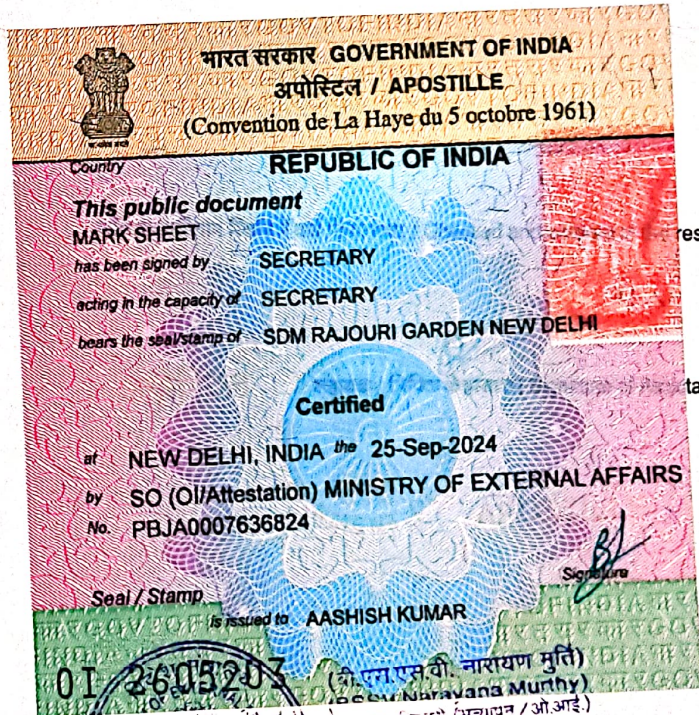 भारत सरकार GOVERNMENT OF INDIA
अपोस्टिल / APOSTILLE
(Convention de La Haye du 5 octobre 1961)
Country REPUBLIC OF INDIA
This public document
MARK SHEET
has been signed by SECRETARY
acting in the capacity of SECRETARY
bears the seal/stamp of SDM RAJOURI GARDEN NEW DELHI
Certified
at NEW DELHI, INDIA the 25-Sep-2024
by SO (OI/Attestation) MINISTRY OF EXTERNAL AFFAIRS
No. PBJA0007636824
Signature
Seal / Stamp
is issued to AASHISH KUMAR
OI 2605203
(बी.एस.एस.वी. नारायण मुर्ति)
(BSSV Narayana Murthy)